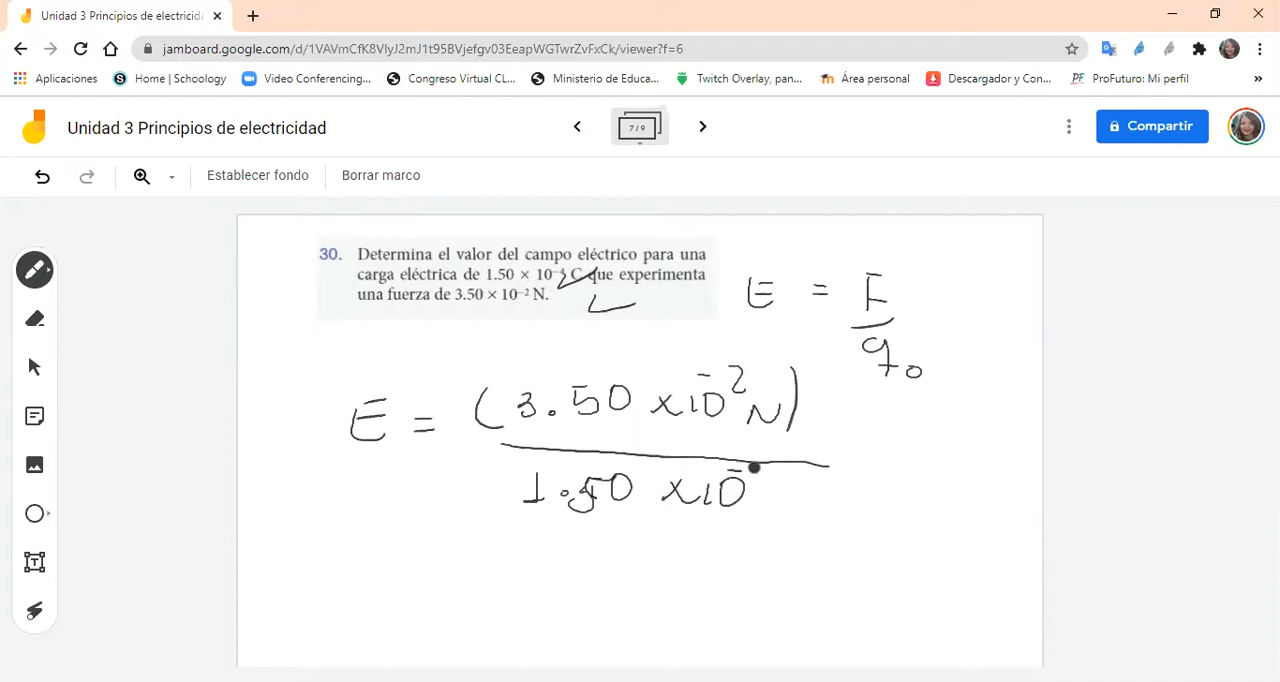 Unidad 3 Principios de electricida
jamboard.google.com/d/1VAVmCfK8VlyJ2mJ1t95BVjefgv03EeapWGTwrZvFxCk/viewer?f=6
Aplicaciones
Home | Schoology
Video Conferencing...
Congreso Virtual CL...
Ministerio de Educa...
Twitch Overlay, pan...
Área personal
Descargador y Con...
ProFuturo: Mi perfil
»
Unidad 3 Principios de electricidad
7/9
Compartir
Establecer fondo
Borrar marco
30. Determina el valor del campo eléctrico para una
carga eléctrica de 1.50 × 10⁻⁴ C que experimenta
una fuerza de 3.50 × 10⁻² N.
E = F
q₀
E = (3.50 x10⁻² N)
1.50 x10⁻